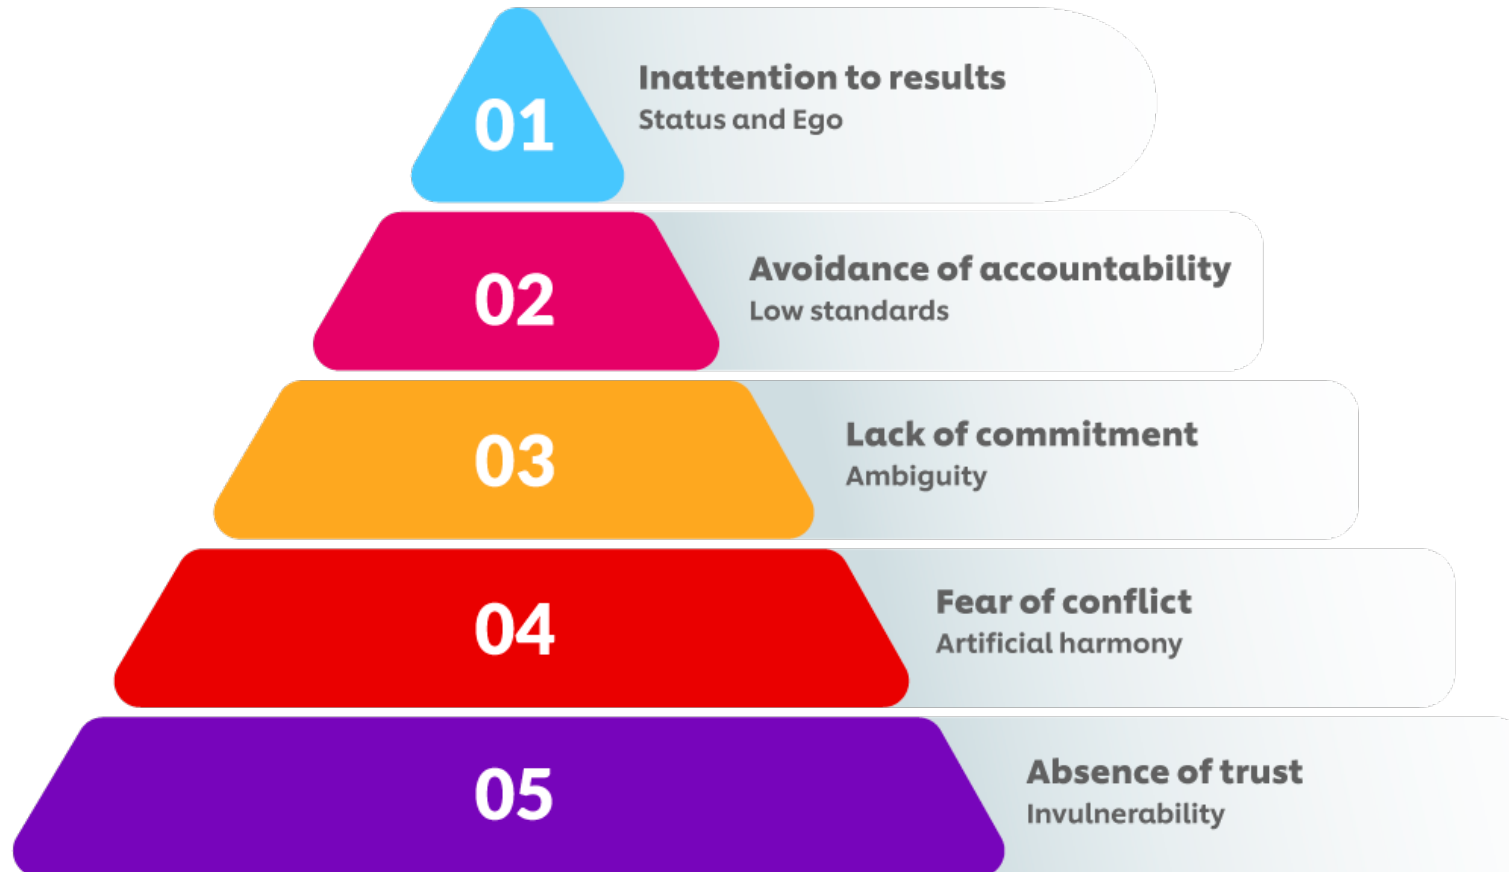 01
Inattention to results
Status and Ego
02
Avoidance of accountability
Low standards
03
Lack of commitment
Ambiguity
04
Fear of conflict
Artificial harmony
05
Absence of trust
Invulnerability